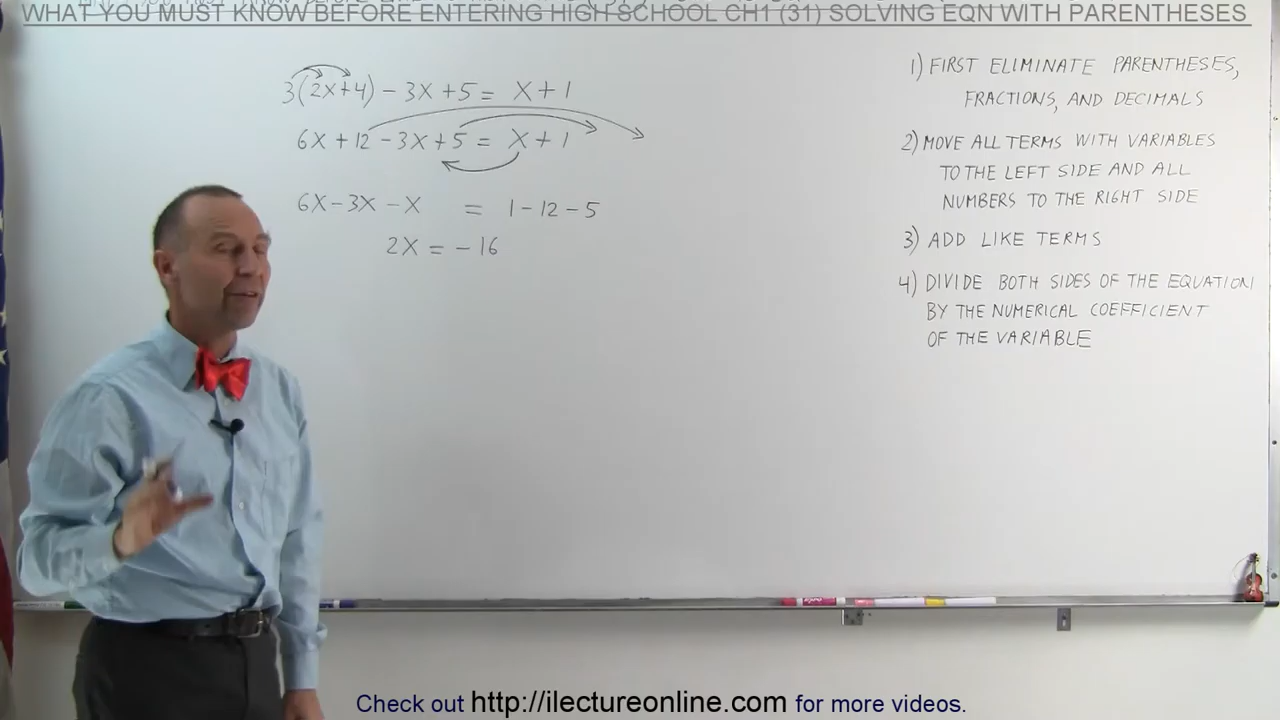 WHAT YOU MUST KNOW BEFORE ENTERING HIGH SCHOOL CH1 (31) SOLVING EQN WITH PARENTHESES
3(2X+4) - 3X + 5 = X + 1
6X + 12 - 3X + 5 = X + 1
6X - 3X - X = 1 - 12 - 5
2X = - 16
1) FIRST ELIMINATE PARENTHESES,
FRACTIONS, AND DECIMALS
2) MOVE ALL TERMS WITH VARIABLES
TO THE LEFT SIDE AND ALL
NUMBERS TO THE RIGHT SIDE
3) ADD LIKE TERMS
4) DIVIDE BOTH SIDES OF THE EQUATION
BY THE NUMERICAL COEFFICIENT
OF THE VARIABLE
Check out http://ilectureonline.com for more videos.